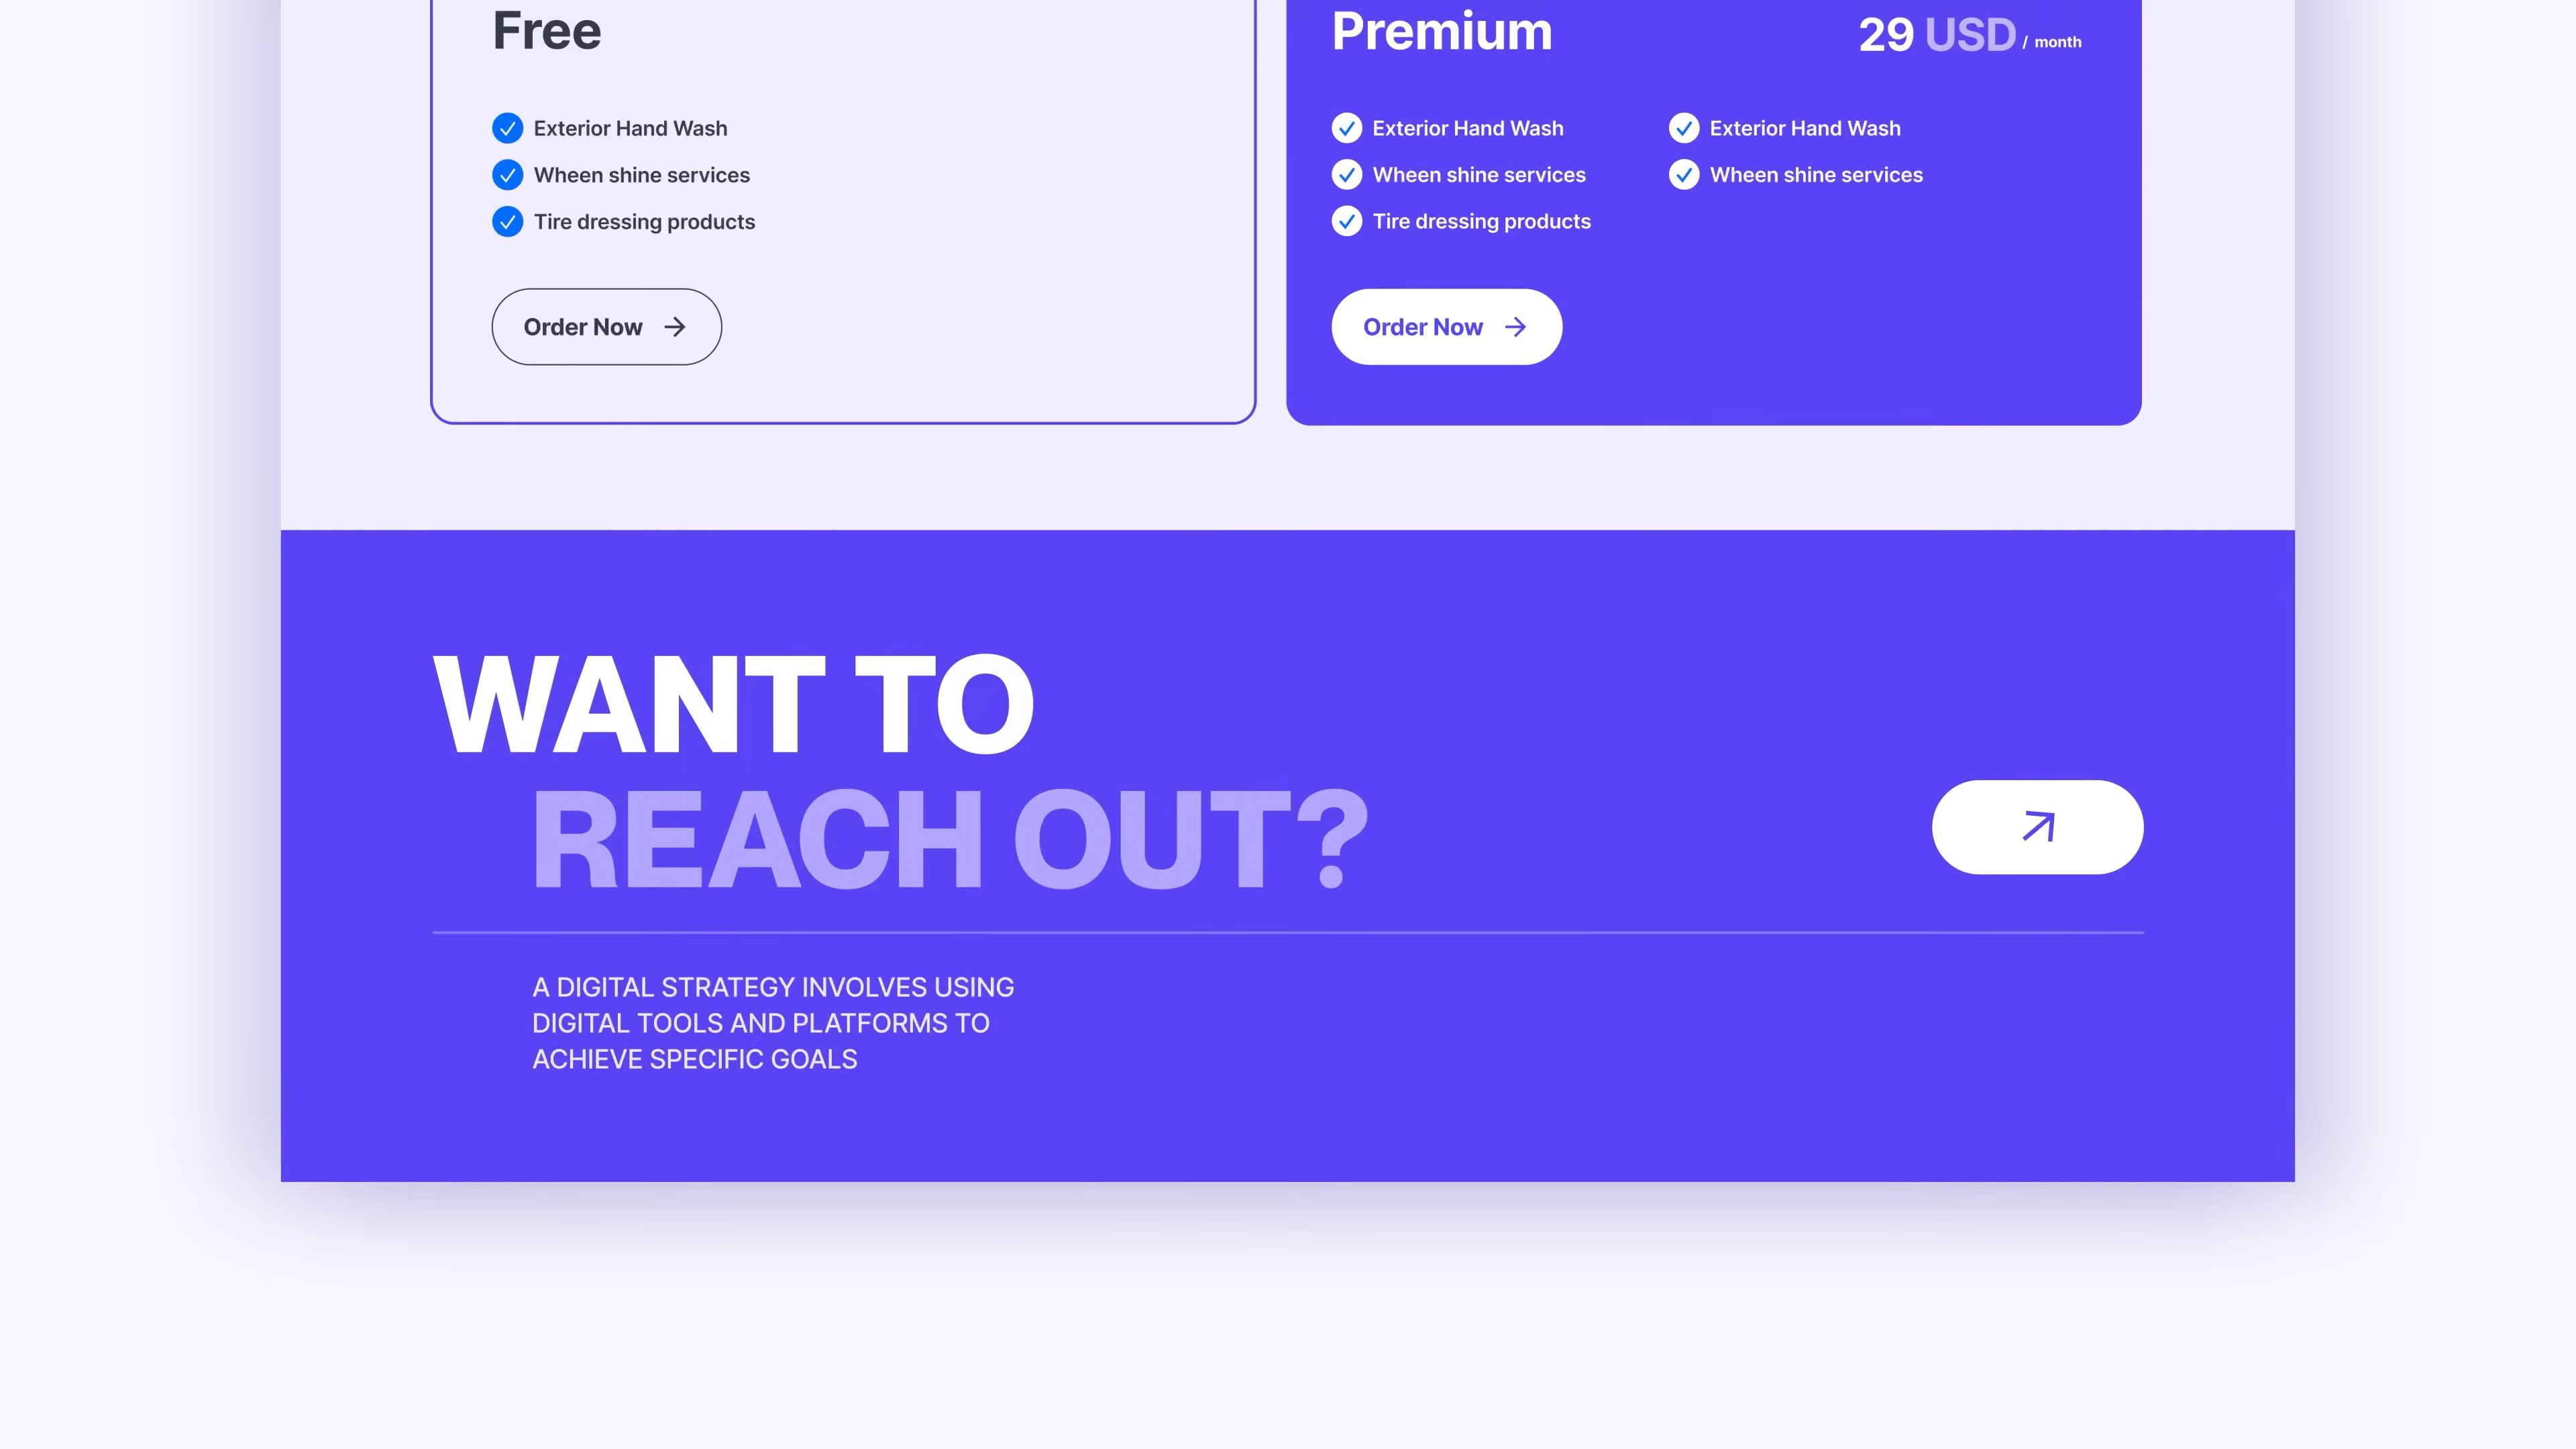 Free
Exterior Hand Wash
Wheen shine services
Tire dressing products
Order Now
Premium
29 USD / month
Exterior Hand Wash
Wheen shine services
Tire dressing products
Exterior Hand Wash
Wheen shine services
Order Now
WANT TO
REACH OUT?
A DIGITAL STRATEGY INVOLVES USING
DIGITAL TOOLS AND PLATFORMS TO
ACHIEVE SPECIFIC GOALS